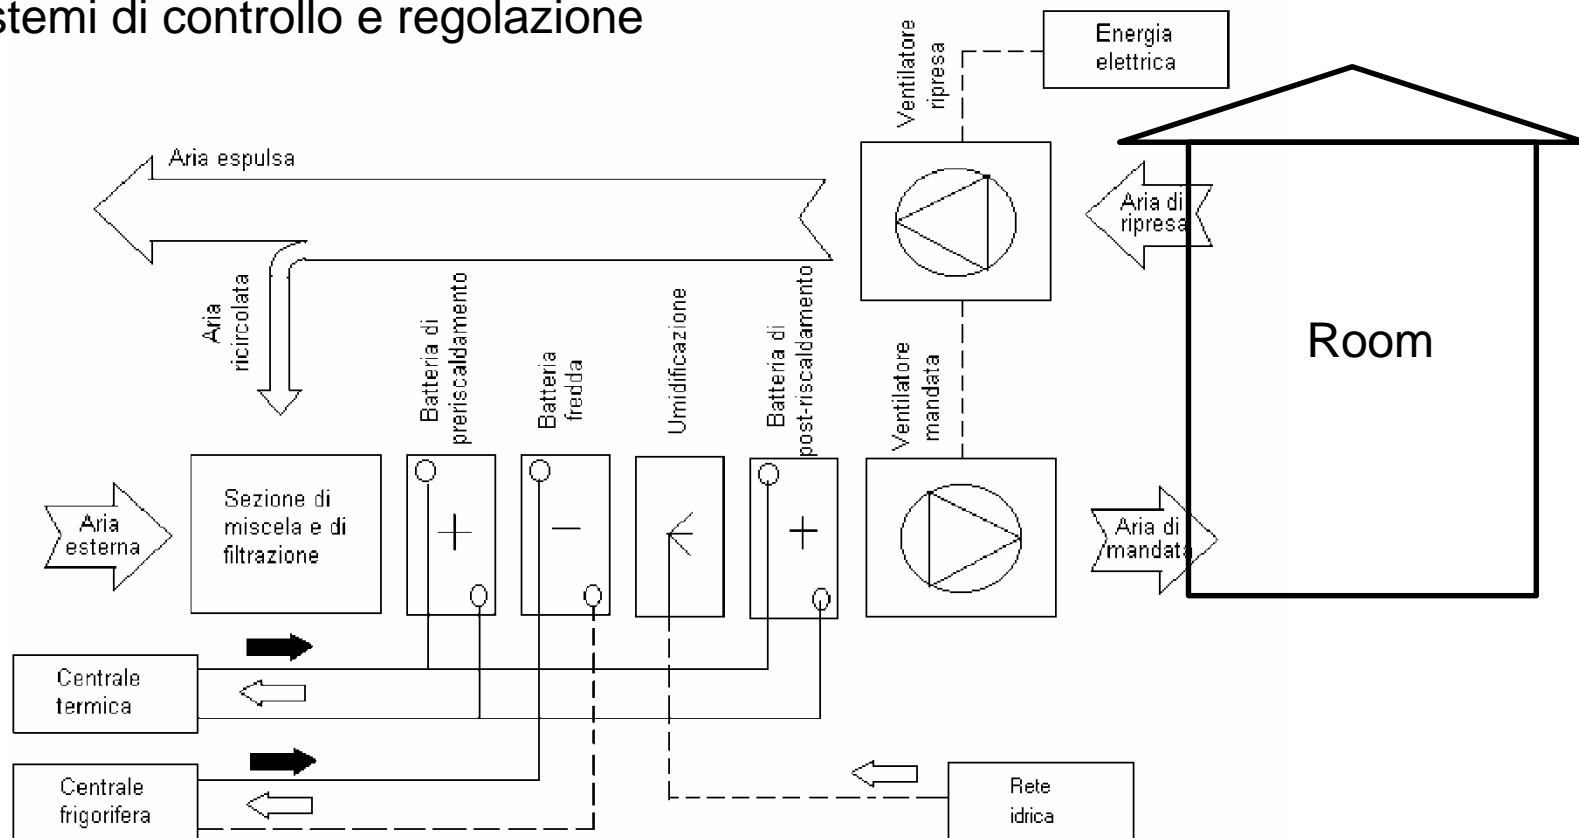 stemi di controllo e regolazione
Ventilatore
ripresa
Energia
elettrica
Aria espulsa
Aria di
ripresa
Aria
ricircolata
Batteria di
preriscaldamento
Batteria
fredda
Umidificazione
Batteria di
post-riscaldamento
Ventilatore
mandata
Room
Aria
esterna
Sezione di
miscela e di
filtrazione
+
−
+
Aria di
mandata
Centrale
termica
Centrale
frigorifera
Rete
idrica